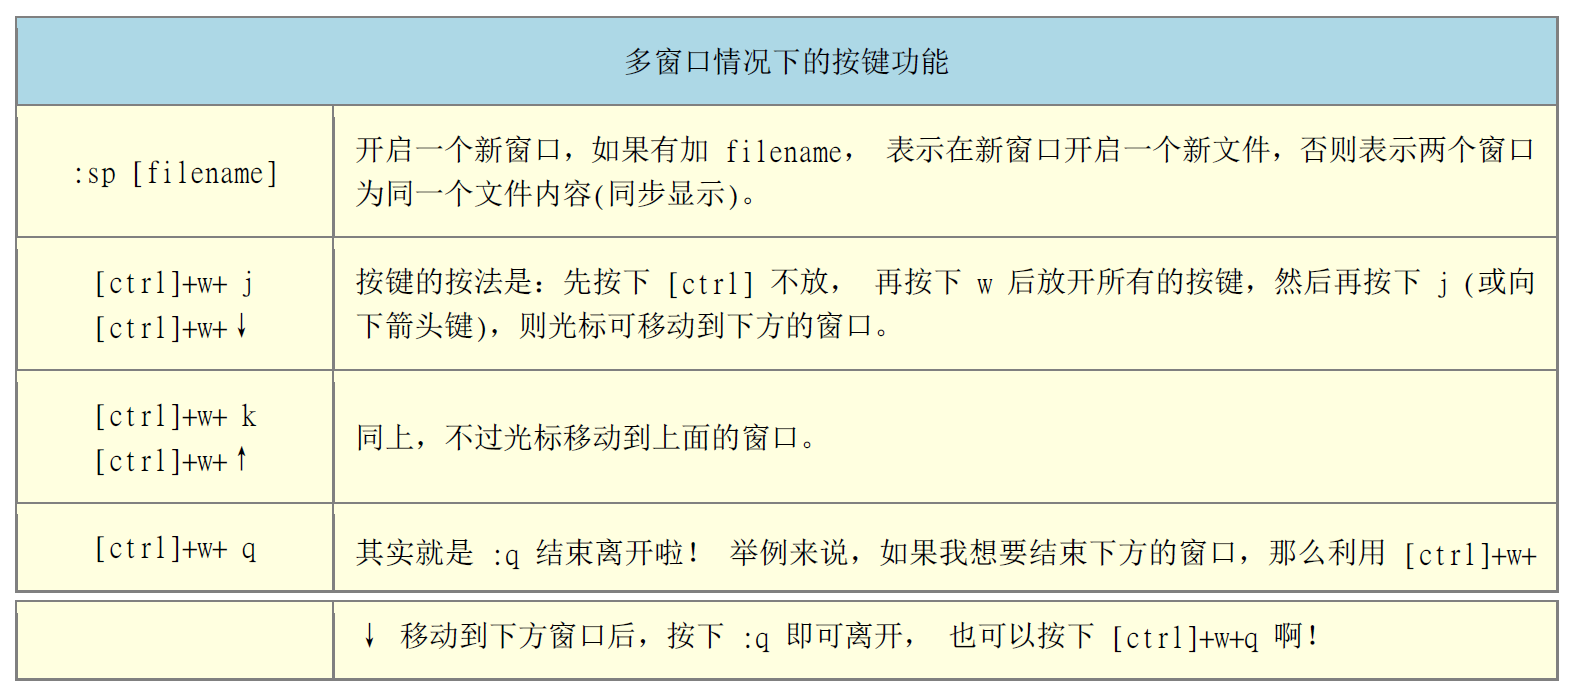 多窗口情况下的按键功能
:sp [filename]
开启一个新窗口，如果有加 filename， 表示在新窗口开启一个新文件，否则表示两个窗口
为同一个文件内容(同步显示)。
[ctrl]+w+ j
[ctrl]+w+↓
按键的按法是：先按下 [ctrl] 不放， 再按下 w 后放开所有的按键，然后再按下 j (或向
下箭头键)，则光标可移动到下方的窗口。
[ctrl]+w+ k
[ctrl]+w+↑
同上，不过光标移动到上面的窗口。
[ctrl]+w+ q
其实就是 :q 结束离开啦！ 举例来说，如果我想要结束下方的窗口，那么利用 [ctrl]+w+
↓ 移动到下方窗口后，按下 :q 即可离开， 也可以按下 [ctrl]+w+q 啊！